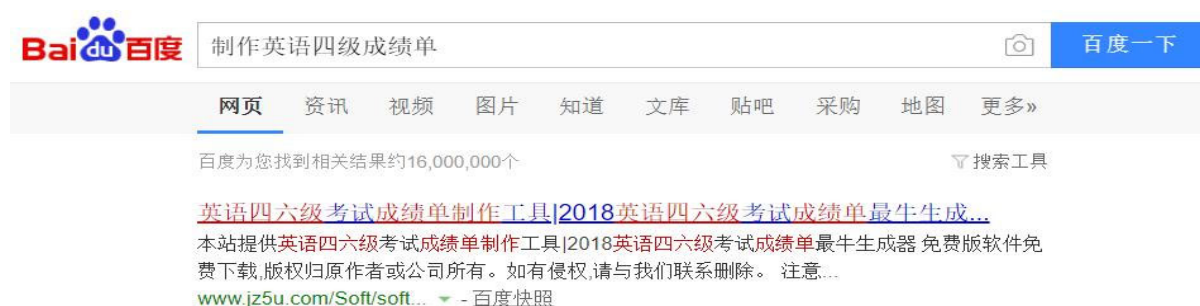 Bai du 百度 制作英语四级成绩单 百度一下
网页 资讯 视频 图片 知道 文库 贴吧 采购 地图 更多»
百度为您找到相关结果约16,000,000个 搜索工具
英语四六级考试成绩单制作工具|2018英语四六级考试成绩单最牛生成...
本站提供英语四六级考试成绩单制作工具|2018英语四六级考试成绩单最牛生成器 免费版软件免
费下载,版权归原作者或公司所有。如有侵权,请与我们联系删除。 注意...
www.jz5u.com/Soft/soft... - 百度快照